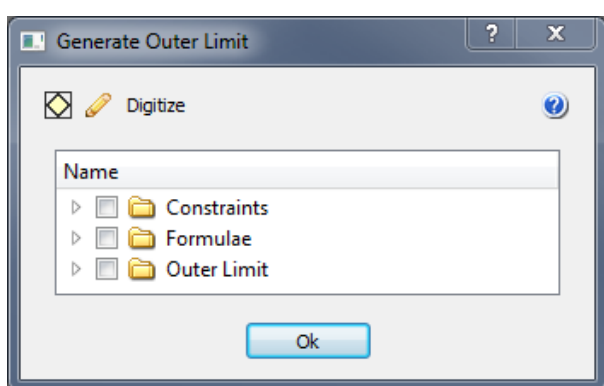 Generate Outer Limit
Digitize
Name
Constraints
Formulae
Outer Limit
Ok